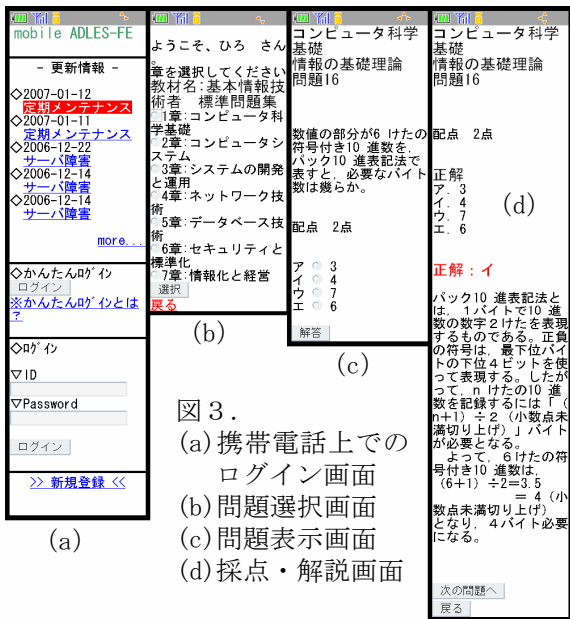 mobile ADLES-FE
- 更新情報 -
◇2007-01-12
定期メンテナンス
◇2007-01-11
定期メンテナンス
◇2006-12-22
サーバ障害
◇2006-12-14
サーバ障害
◇2006-12-14
サーバ障害
more...
◇かんたんログイン
ログイン
※かんたんログインとは
?
◇ログイン
▽ID
▽Password
ログイン
>> 新規登録 <<
(a)
ようこそ、ひろ さん
。
章を選択してください
教材名:基本情報技
術者 標準問題集
1章:コンピュータ科
学基礎
2章:コンピュータシ
ステム
3章:システムの開発
と運用
4章:ネットワーク技
術
5章:データベース技
術
6章:セキュリティと
標準化
7章:情報化と経営
選択
戻る
(b)
コンピュータ科学
基礎
情報の基礎理論
問題16
数値の部分が6 けたの
符号付き10 進数を,
パック10 進表記法で
表すと, 必要なバイト
数は幾らか。
配点 2点
ア 3
イ 4
ウ 7
エ 6
解答
(c)
コンピュータ科学
基礎
情報の基礎理論
問題16
配点 2点
正解
ア. 3
イ. 4
ウ. 7
エ. 6
(d)
正解:イ
パック10 進表記法と
は, 1バイトで10 進
数の数字2けたを表現
するものである。正負
の符号は, 最下位バイ
トの下位4ビットを使
って表現する。したが
って, n けたの10 進
数を記録するには「(
n+1) ÷2 (小数点未
満切り上げ)」バイト
が必要となる。
よって, 6けたの符
号付き10 進数は,
(6+1) ÷2=3.5
= 4 (小
数点未満切り上げ)
となり, 4バイト必要
になる。
次の問題へ
戻る
図3.
(a)携帯電話上での
ログイン画面
(b)問題選択画面
(c)問題表示画面
(d)採点・解説画面